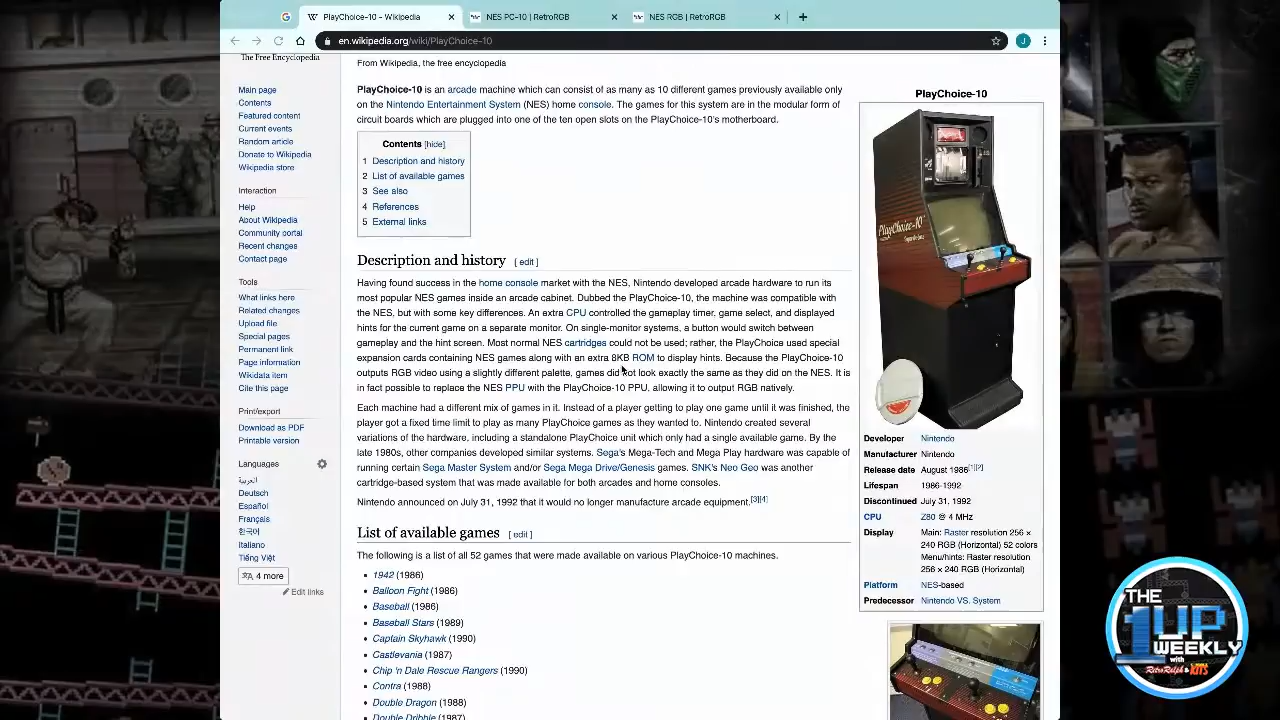 PlayChoice-10 - Wikipedia
NES PC-10 | RetroRGB
NES RGB | RetroRGB
en.wikipedia.org/wiki/PlayChoice-10
J
The Free Encyclopedia
Main page
Contents
Featured content
Current events
Random article
Donate to Wikipedia
Wikipedia store
Interaction
Help
About Wikipedia
Community portal
Recent changes
Contact page
Tools
What links here
Related changes
Upload file
Special pages
Permanent link
Page information
Wikidata item
Cite this page
Print/export
Download as PDF
Printable version
Languages
العربية
Deutsch
Español
Français
한국어
Italiano
Tiếng Việt
4 more
Edit links
From Wikipedia, the free encyclopedia
PlayChoice-10 is an arcade machine which can consist of as many as 10 different games previously available only
on the Nintendo Entertainment System (NES) home console. The games for this system are in the modular form of
circuit boards which are plugged into one of the ten open slots on the PlayChoice-10's motherboard.
Contents [hide]
1 Description and history
2 List of available games
3 See also
4 References
5 External links
Description and history [ edit ]
Having found success in the home console market with the NES, Nintendo developed arcade hardware to run its
most popular NES games inside an arcade cabinet. Dubbed the PlayChoice-10, the machine was compatible with
the NES, but with some key differences. An extra CPU controlled the gameplay timer, game select, and displayed
hints for the current game on a separate monitor. On single-monitor systems, a button would switch between
gameplay and the hint screen. Most normal NES cartridges could not be used; rather, the PlayChoice used special
expansion cards containing NES games along with an extra 8KB ROM to display hints. Because the PlayChoice-10
outputs RGB video using a slightly different palette, games did not look exactly the same as they did on the NES. It is
in fact possible to replace the NES PPU with the PlayChoice-10 PPU, allowing it to output RGB natively.
Each machine had a different mix of games in it. Instead of a player getting to play one game until it was finished, the
player got a fixed time limit to play as many PlayChoice games as they wanted to. Nintendo created several
variations of the hardware, including a standalone PlayChoice unit which only had a single available game. By the
late 1980s, other companies developed similar systems. Sega's Mega-Tech and Mega Play hardware was capable of
running certain Sega Master System and/or Sega Mega Drive/Genesis games. SNK's Neo Geo was another
cartridge-based system that was made available for both arcades and home consoles.
Nintendo announced on July 31, 1992 that it would no longer manufacture arcade equipment.[3][4]
List of available games [ edit ]
The following is a list of all 52 games that were made available on various PlayChoice-10 machines.
1942 (1986)
Balloon Fight (1986)
Baseball (1986)
Baseball Stars (1989)
Captain Skyhawk (1990)
Castlevania (1987)
Chip 'n Dale Rescue Rangers (1990)
Contra (1988)
Double Dragon (1988)
Double Dribble (1987)
PlayChoice-10
PlayChoice-10
Developer Nintendo
Manufacturer Nintendo
Release date August 1986[1][2]
Lifespan 1986-1992
Discontinued July 31, 1992
CPU Z80 @ 4 MHz
Display Main: Raster resolution 256 ×
240 RGB (Horizontal) 52 colors
Menu/hints: Raster resolution
256 × 240 RGB (Horizontal)
Platform NES-based
Predecessor Nintendo VS. System
THE
1UP
WEEKLY
with
RetroRalph & KITS